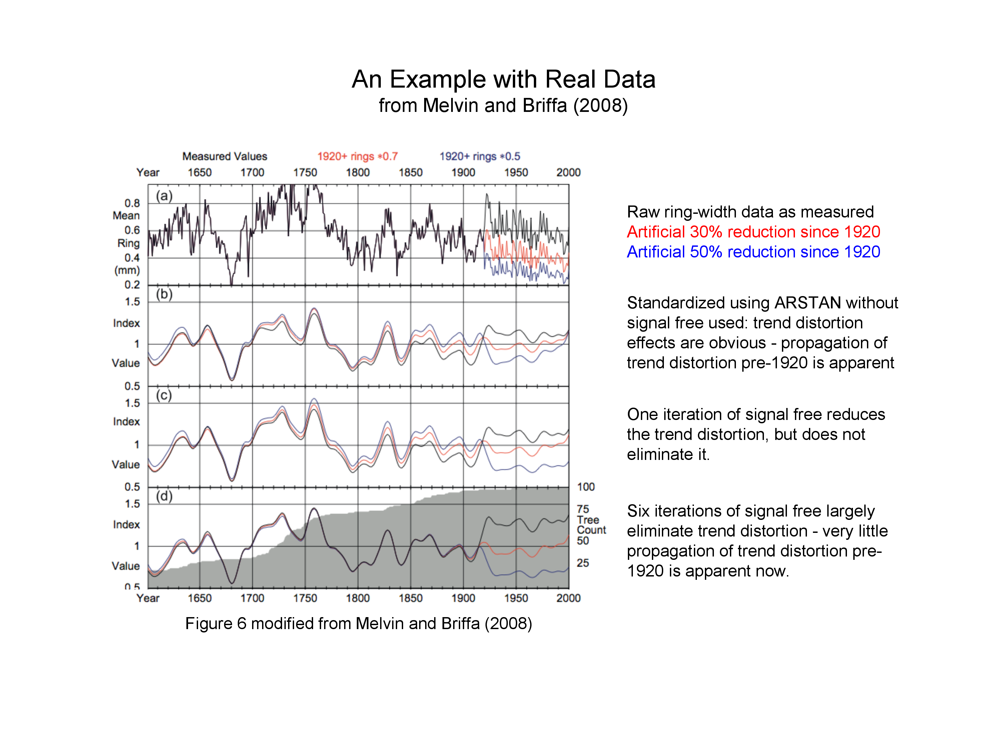 An Example with Real Data
from Melvin and Briffa (2008)
Measured Values 1920+ rings *0.7 1920+ rings *0.5
Year 1650 1700 1750 1800 1850 1900 1950 2000
(a)
0.8
Mean
0.6
Ring
0.4
(mm)
0.2
Raw ring-width data as measured
Artificial 30% reduction since 1920
Artificial 50% reduction since 1920
(b)
1.5
Index
1
Value
0.5
Standardized using ARSTAN without
signal free used: trend distortion
effects are obvious - propagation of
trend distortion pre-1920 is apparent
(c)
1.5
Index
1
Value
0.5
One iteration of signal free reduces
the trend distortion, but does not
eliminate it.
(d)
1.5
Index
1
Value
0.5
100
75
Tree
Count
50
25
Six iterations of signal free largely
eliminate trend distortion - very little
propagation of trend distortion pre-
1920 is apparent now.
Year 1650 1700 1750 1800 1850 1900 1950 2000
Figure 6 modified from Melvin and Briffa (2008)